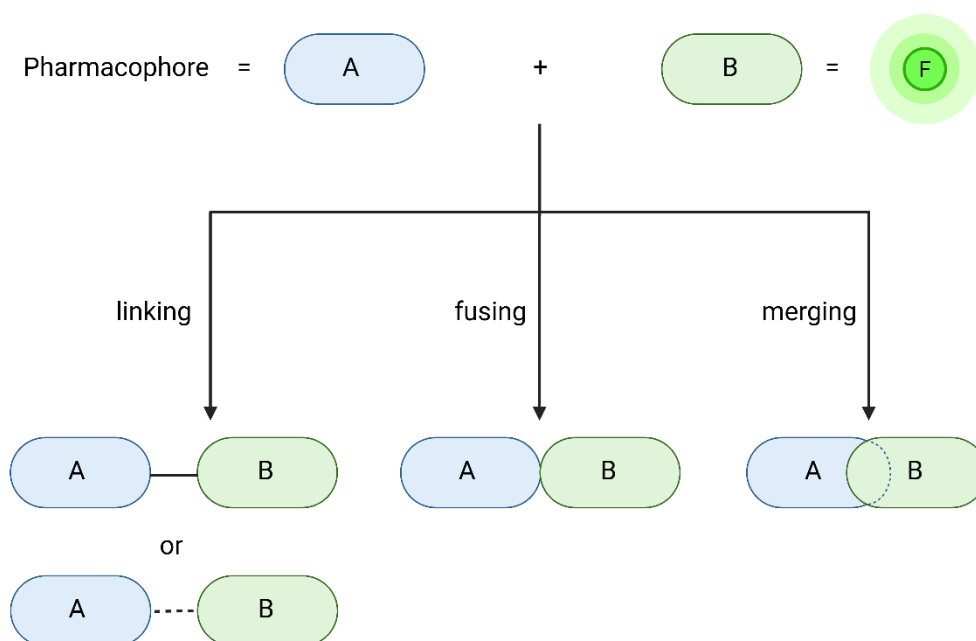 Pharmacophore = A + B = F
linking fusing merging
A B A B A B
or
A B